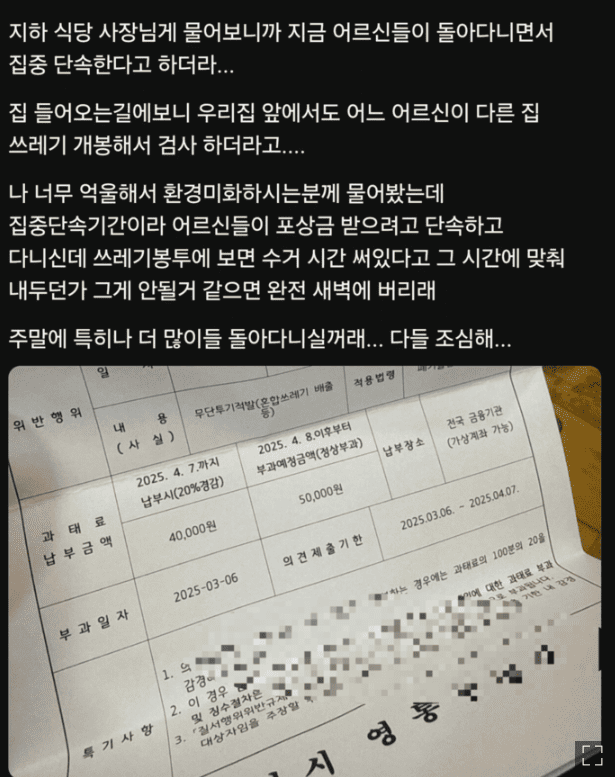 지하 식당 사장님게 물어보니까 지금 어르신들이 돌아다니면서
집중 단속한다고 하더라...
집 들어오는길에보니 우리집 앞에서도 어느 어르신이 다른 집
쓰레기 개봉해서 검사 하더라고....
나 너무 억울해서 환경미화하시는분께 물어봤는데
집중단속기간이라 어르신들이 포상금 받으려고 단속하고
다니신데 쓰레기봉투에 보면 수거 시간 써있다고 그 시간에 맞춰
내두던가 그게 안될거 같으면 완전 새벽에 버리래
주말에 특히나 더 많이들 돌아다니실꺼래... 다들 조심해...
위반행위
일
내 용
(사 실)
무단투기적발(혼합쓰레기 배출
등)
적용법령
과 태 료
납부금액
2025. 4. 7.까지
납부시(20%경감)
2025. 4. 8.이후부터
부과예정금액(정상부과)
납부장소
전국 금융기관
(가상계좌 가능)
40,000원
50,000원
부과일자
2025-03-06
의견제출기한
2025.03.06. - 2025.04.07.
특기사항
1.
하는 경우에는 과태료의 100분의 20을
감경
대한 과태료 부과
2. 이 경우
부과됩니다.
및 징수절차는
기한 내
3. 「질서행위위반규제
대상자임을 주장할
시 영 통